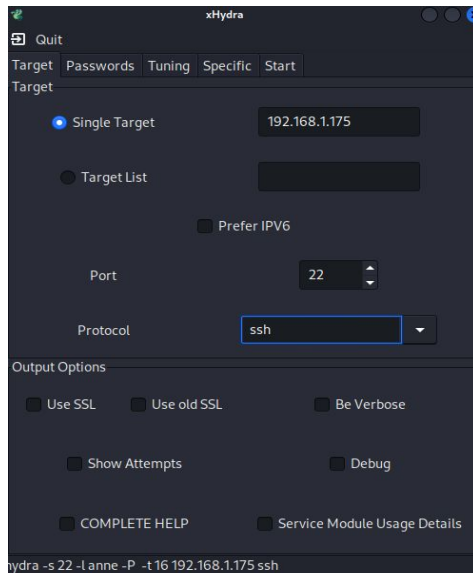 xHydra
Quit
Target Passwords Tuning Specific Start
Target
Single Target 192.168.1.175
Target List
Prefer IPV6
Port 22
Protocol ssh
Output Options
Use SSL Use old SSL Be Verbose
Show Attempts Debug
COMPLETE HELP Service Module Usage Details
hydra -s 22 -l anne -P -t 16 192.168.1.175 ssh